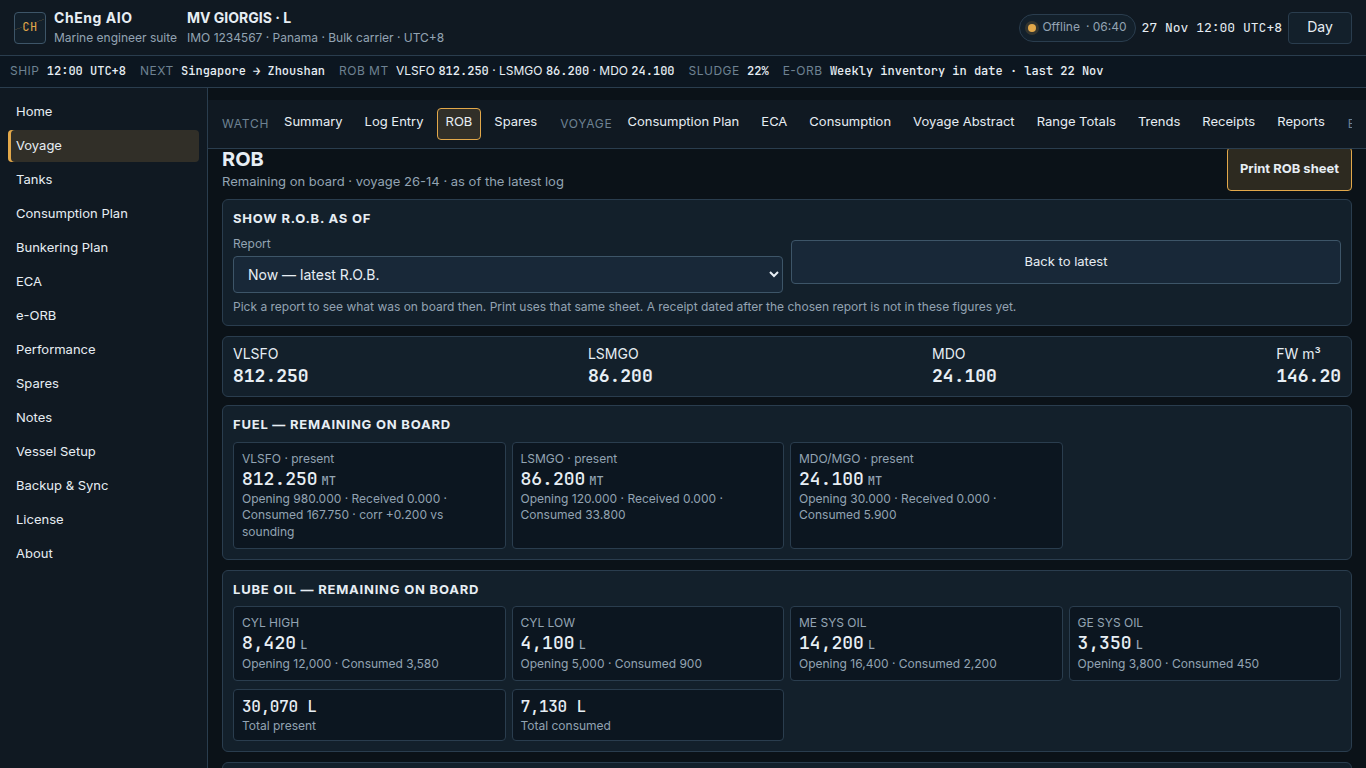 CH
ChEng AIO
Marine engineer suite
MV GIORGIS · L
IMO 1234567 · Panama · Bulk carrier · UTC+8
Offline · 06:40
27 Nov 12:00 UTC+8
Day
SHIP 12:00 UTC+8 NEXT Singapore → Zhoushan ROB MT VLSFO 812.250 · LSMGO 86.200 · MDO 24.100 SLUDGE 22% E-ORB Weekly inventory in date · last 22 Nov
Home
Voyage
Tanks
Consumption Plan
Bunkering Plan
ECA
e-ORB
Performance
Spares
Notes
Vessel Setup
Backup & Sync
License
About
WATCH Summary Log Entry ROB Spares VOYAGE Consumption Plan ECA Consumption Voyage Abstract Range Totals Trends Receipts Reports
ROB
Remaining on board · voyage 26-14 · as of the latest log
Print ROB sheet
SHOW R.O.B. AS OF
Report
Now — latest R.O.B.
Back to latest
Pick a report to see what was on board then. Print uses that same sheet. A receipt dated after the chosen report is not in these figures yet.
VLSFO
812.250
LSMGO
86.200
MDO
24.100
FW m³
146.20
FUEL — REMAINING ON BOARD
VLSFO · present
812.250 MT
Opening 980.000 · Received 0.000 ·
Consumed 167.750 · corr +0.200 vs
sounding
LSMGO · present
86.200 MT
Opening 120.000 · Received 0.000 ·
Consumed 33.800
MDO/MGO · present
24.100 MT
Opening 30.000 · Received 0.000 ·
Consumed 5.900
LUBE OIL — REMAINING ON BOARD
CYL HIGH
8,420 L
Opening 12,000 · Consumed 3,580
CYL LOW
4,100 L
Opening 5,000 · Consumed 900
ME SYS OIL
14,200 L
Opening 16,400 · Consumed 2,200
GE SYS OIL
3,350 L
Opening 3,800 · Consumed 450
30,070 L
Total present
7,130 L
Total consumed